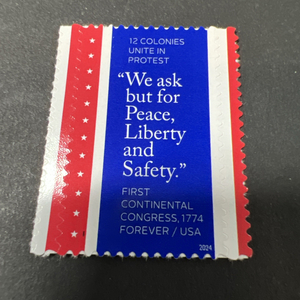 12 COLONIES
UNITE IN
PROTEST
“We ask
but for
Peace,
Liberty
and
Safety.”
FIRST
CONTINENTAL
CONGRESS, 1774
FOREVER / USA
2024